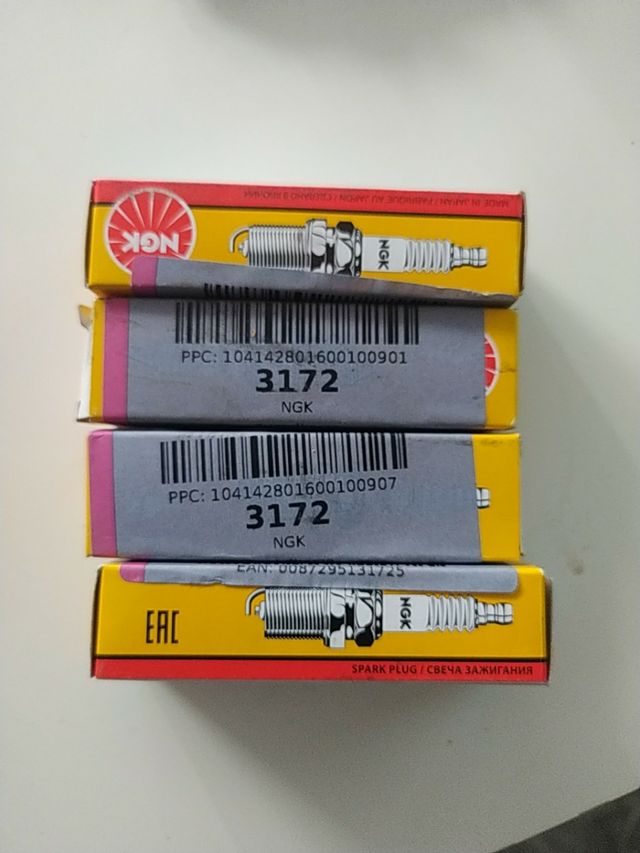 MADE IN JAPAN / FABRIQUE AU JAPON / СДЕЛАНО В ЯПОНИИ
NGK
NGK
PPC: 104142801600100901
3172
NGK
PPC: 104142801600100907
3172
NGK
EAN: 0087295131725
EAC
NGK
SPARK PLUG / СВЕЧА ЗАЖИГАНИЯ